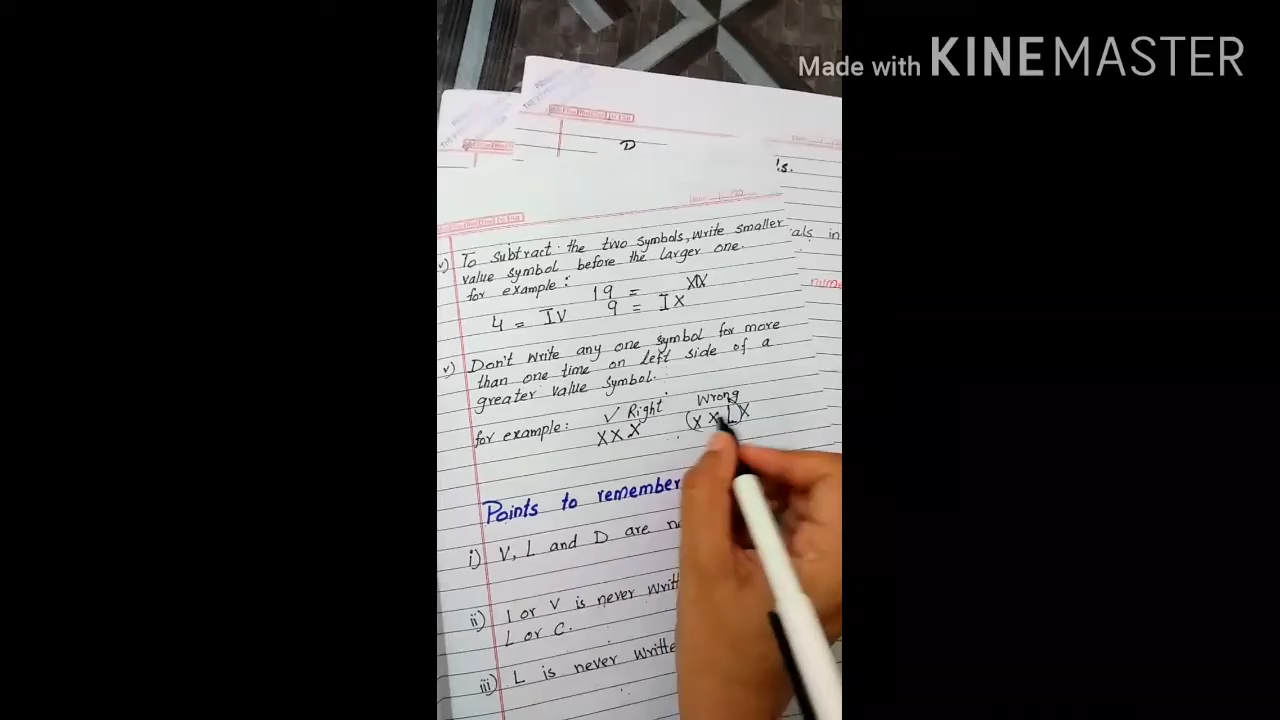 Made with KINEMASTER
D
's.
als in
nume
v) To subtract the two symbols, write smaller
value symbol before the larger one.
for example:
19 = XIX
4 = IV 9 = IX
v) Don't write any one symbol for more
than one time on left side of a
greater value symbol.
for example: ✓ Right Wrong
XXX (XXL)X
Points to remember
i) V, L and D are
ii) I or V is never
L or C.
iii) L is never